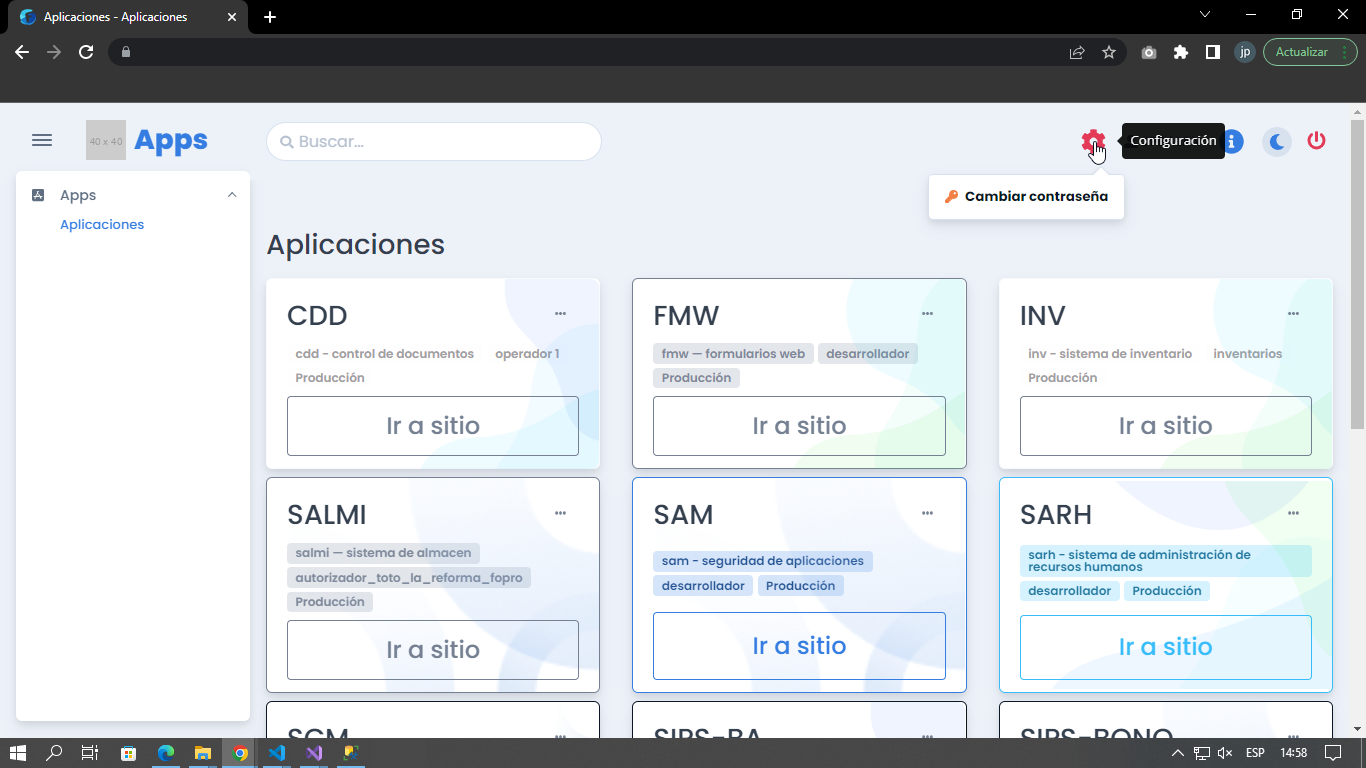 Aplicaciones - Aplicaciones
jp
Actualizar
40 x 40
Apps
Buscar...
Configuración
Cambiar contraseña
Apps
Aplicaciones
Aplicaciones
CDD
cdd - control de documentos operador 1
Producción
Ir a sitio
FMW
fmw — formularios web desarrollador
Producción
Ir a sitio
INV
inv - sistema de inventario inventarios
Producción
Ir a sitio
SALMI
salmi — sistema de almacen
autorizador_toto_la_reforma_fopro
Producción
Ir a sitio
SAM
sam - seguridad de aplicaciones
desarrollador Producción
Ir a sitio
SARH
sarh - sistema de administración de
recursos humanos
desarrollador Producción
Ir a sitio
ESP
14:58